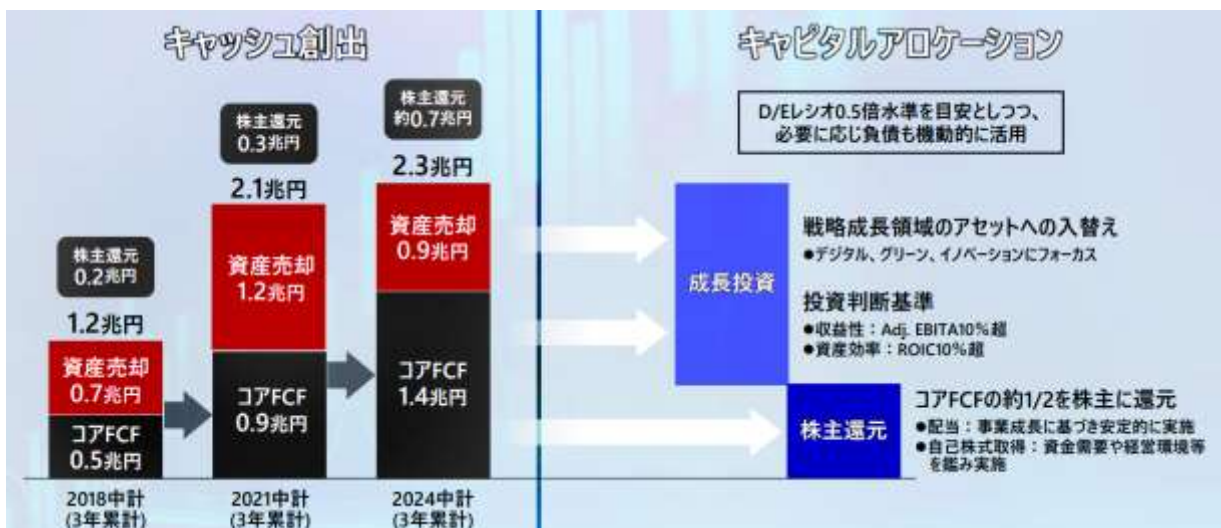 キャッシュ創出
株主還元
0.2兆円
1.2兆円
資産売却
0.7兆円
コアFCF
0.5兆円
2018中計
(3年累計)
株主還元
0.3兆円
2.1兆円
資産売却
1.2兆円
コアFCF
0.9兆円
2021中計
(3年累計)
株主還元
約0.7兆円
2.3兆円
資産売却
0.9兆円
コアFCF
1.4兆円
2024中計
(3年累計)
キャピタルアロケーション
D/Eレシオ0.5倍水準を目安としつつ、
必要に応じ負債も機動的に活用
成長投資
戦略成長領域のアセットへの入替え
●デジタル、グリーン、イノベーションにフォーカス
投資判断基準
●収益性：Adj. EBITA10%超
●資産効率：ROIC10%超
株主還元
コアFCFの約1/2を株主に還元
●配当：事業成長に基づき安定的に実施
●自己株式取得：資金需要や経営環境等
を鑑み実施